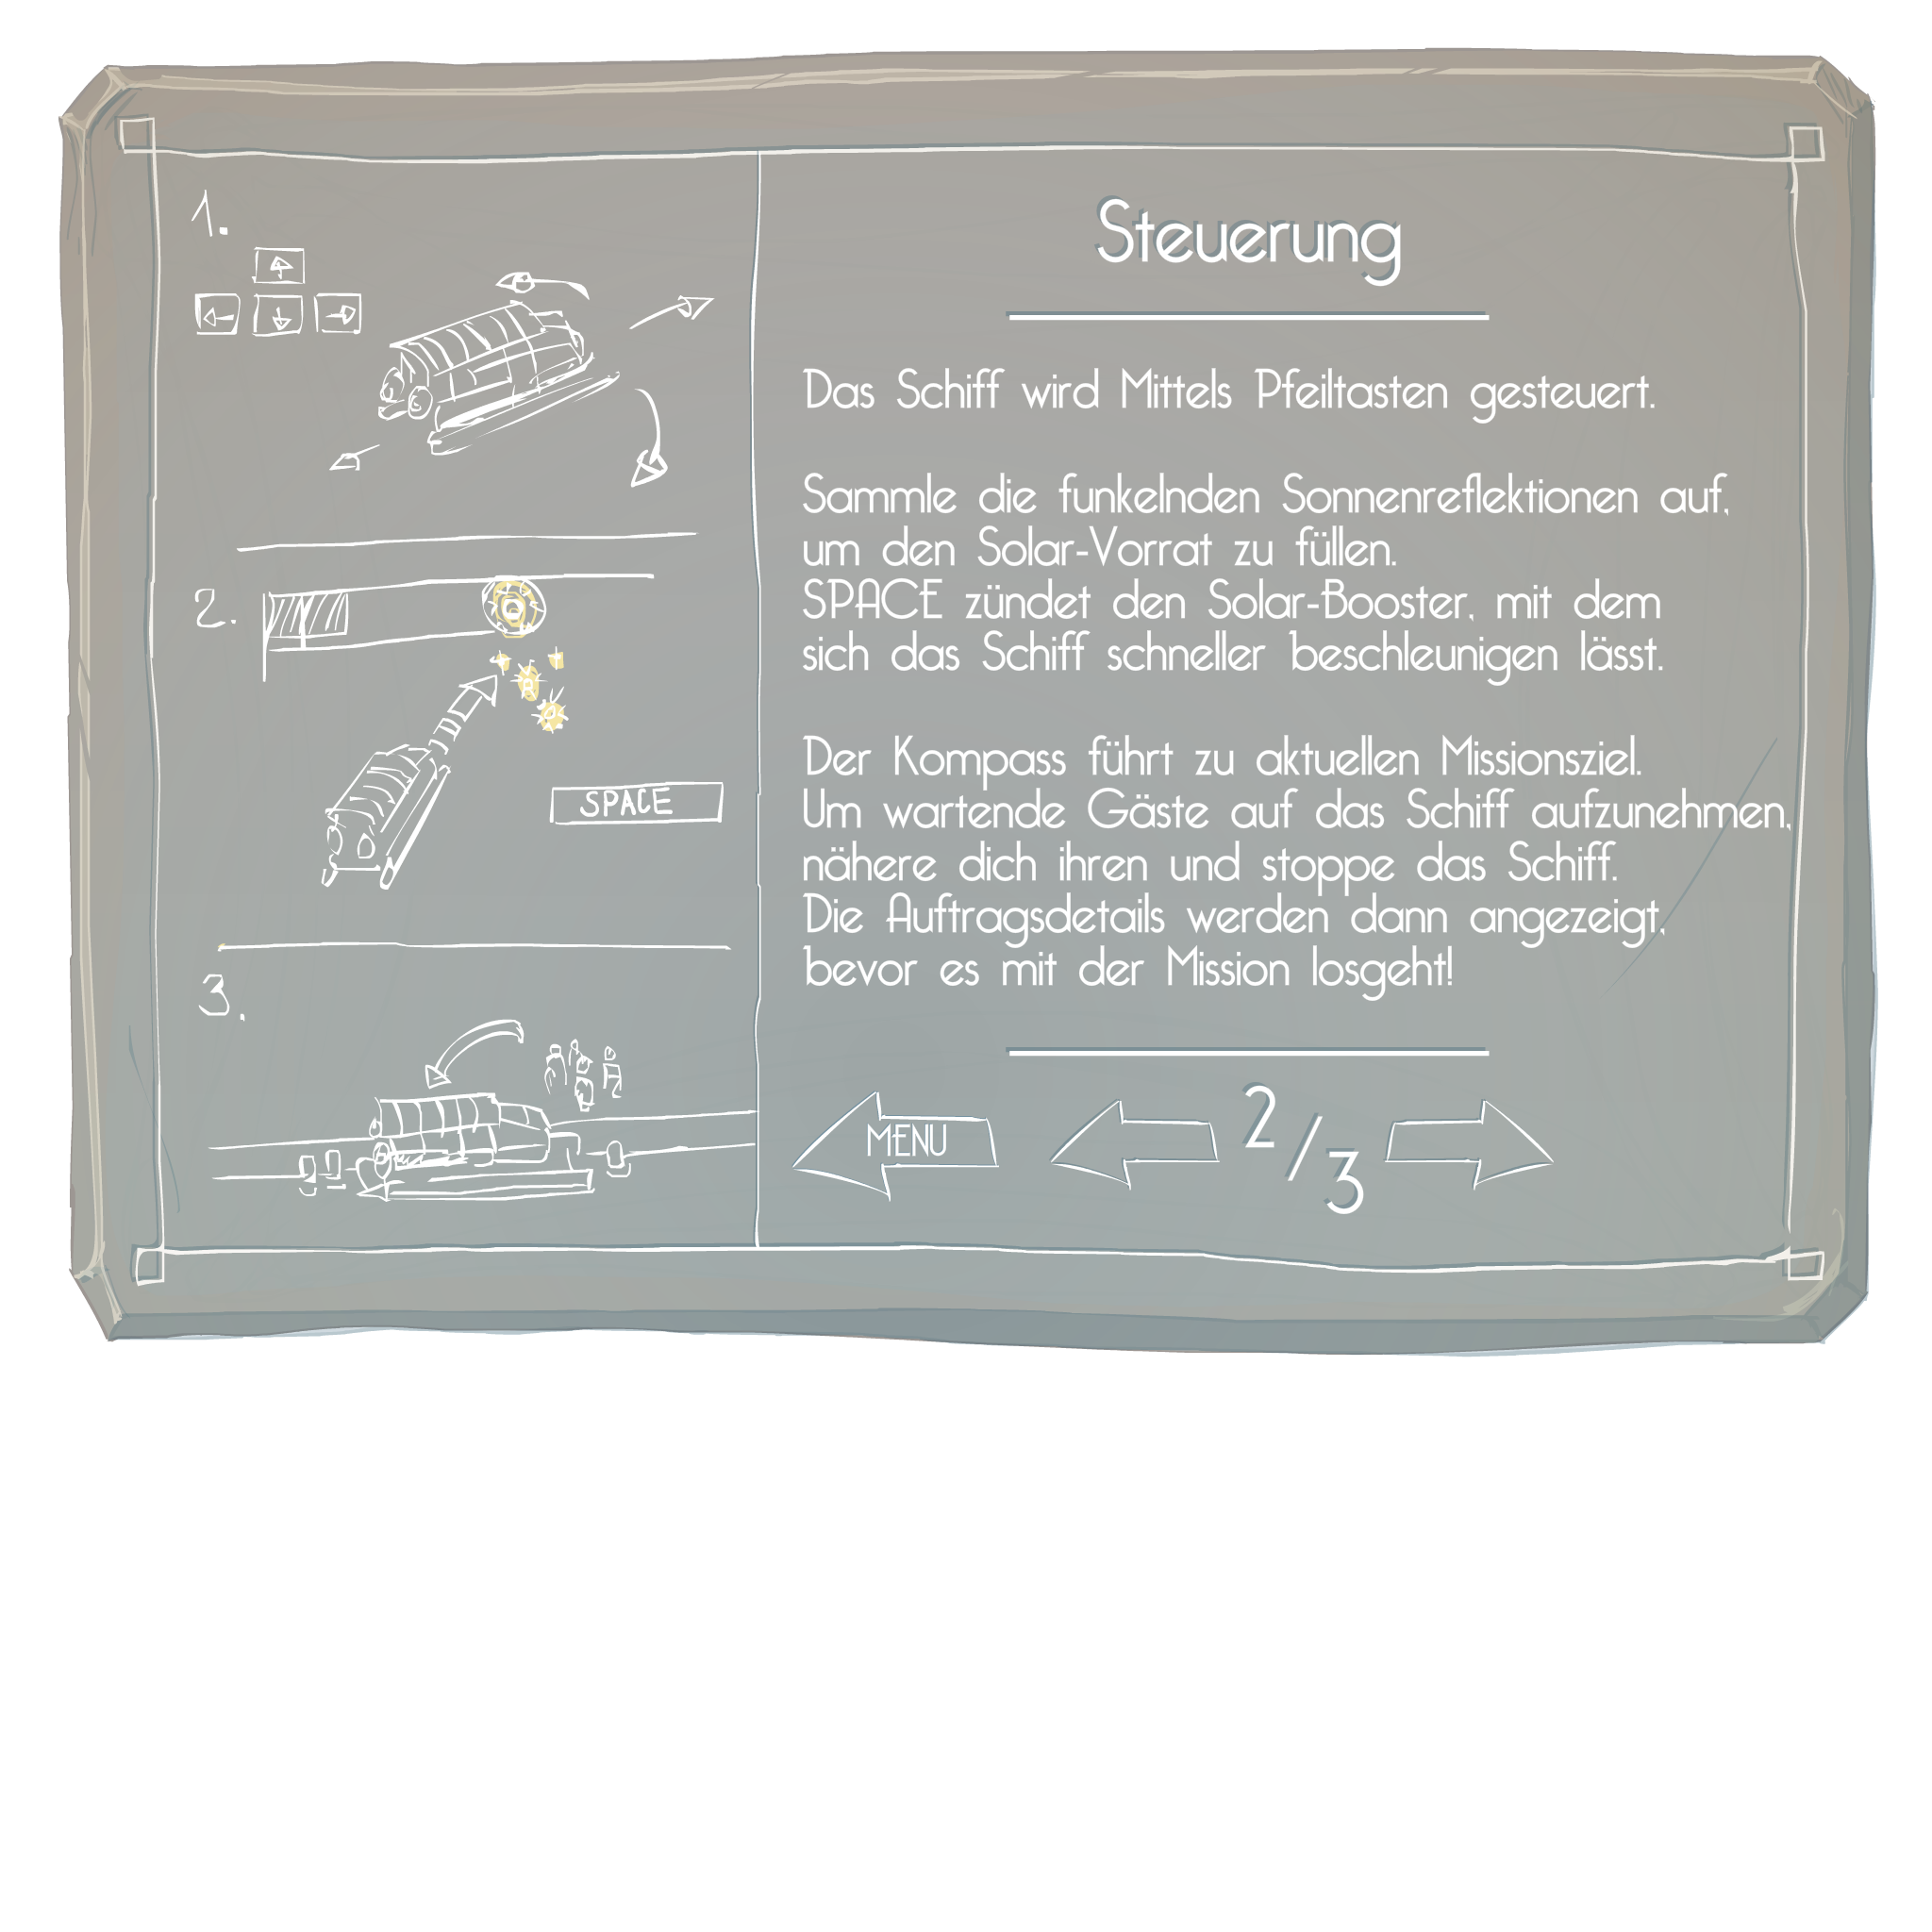 1.
2.
SPACE
3.
Steuerung
Das Schiff wird Mittels Pfeiltasten gesteuert.
Sammle die funkelnden Sonnenreflektionen auf,
um den Solar-Vorrat zu füllen.
SPACE zündet den Solar-Booster, mit dem
sich das Schiff schneller beschleunigen lässt.
Der Kompass führt zu aktuellen Missionsziel.
Um wartende Gäste auf das Schiff aufzunehmen,
nähere dich ihren und stoppe das Schiff.
Die Auftragsdetails werden dann angezeigt,
bevor es mit der Mission losgeht!
MENU
2/3